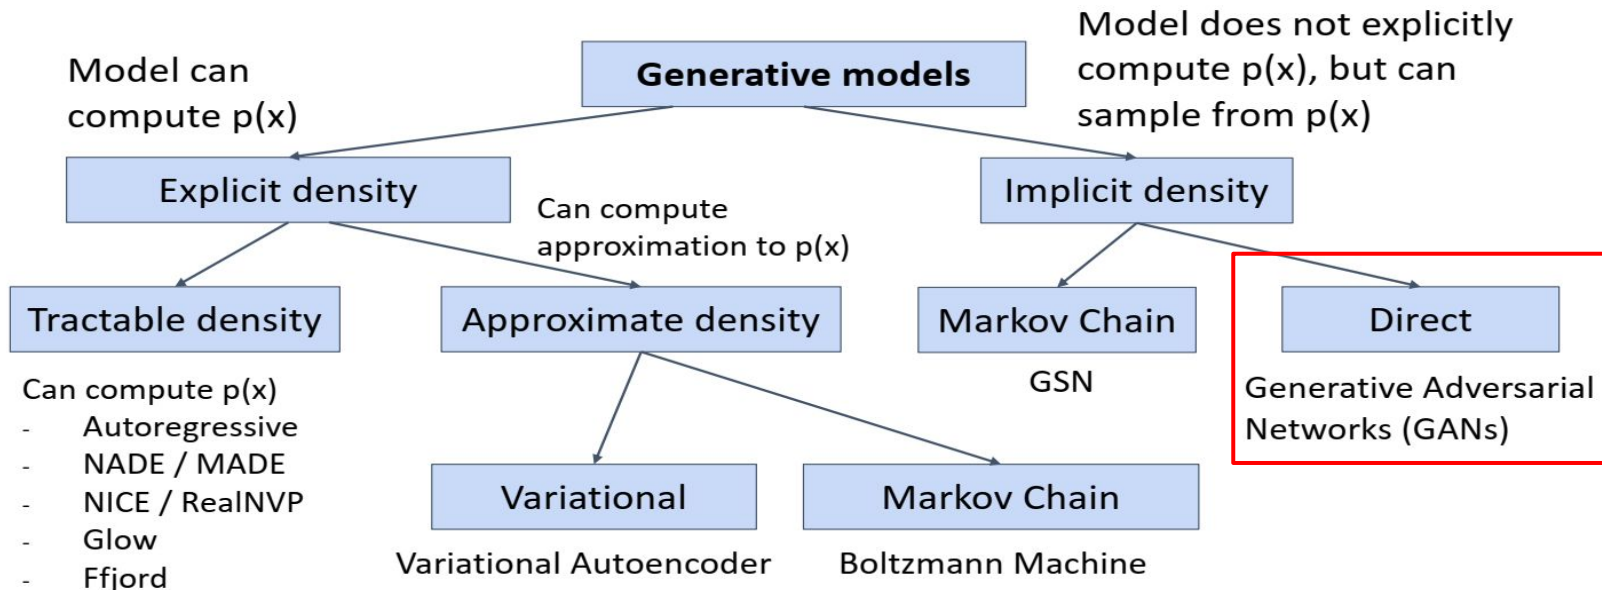 Generative models
Model can
compute p(x)
Model does not explicitly
compute p(x), but can
sample from p(x)
Explicit density
Implicit density
Can compute
approximation to p(x)
Tractable density
Approximate density
Markov Chain
Direct
GSN
Generative Adversarial
Networks (GANs)
Can compute p(x)
- Autoregressive
- NADE / MADE
- NICE / RealNVP
- Glow
- Ffjord
Variational
Markov Chain
Variational Autoencoder
Boltzmann Machine